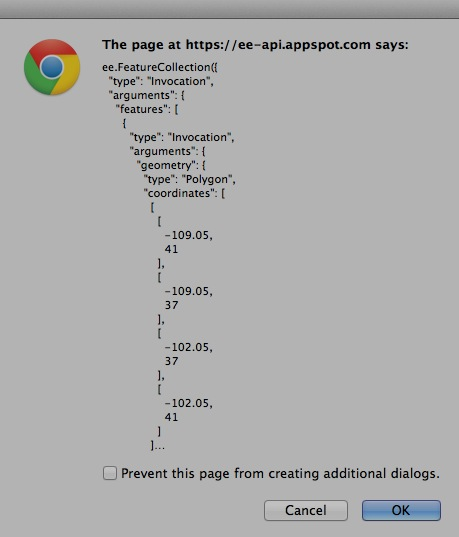 The page at https://ee-api.appspot.com says:
ee.FeatureCollection({
"type": "Invocation",
"arguments": {
"features": [
{
"type": "Invocation",
"arguments": {
"geometry": {
"type": "Polygon",
"coordinates": [
[
[
-109.05,
41
],
[
-109.05,
37
],
[
-102.05,
37
],
[
-102.05,
41
]
]...
Prevent this page from creating additional dialogs.
Cancel OK